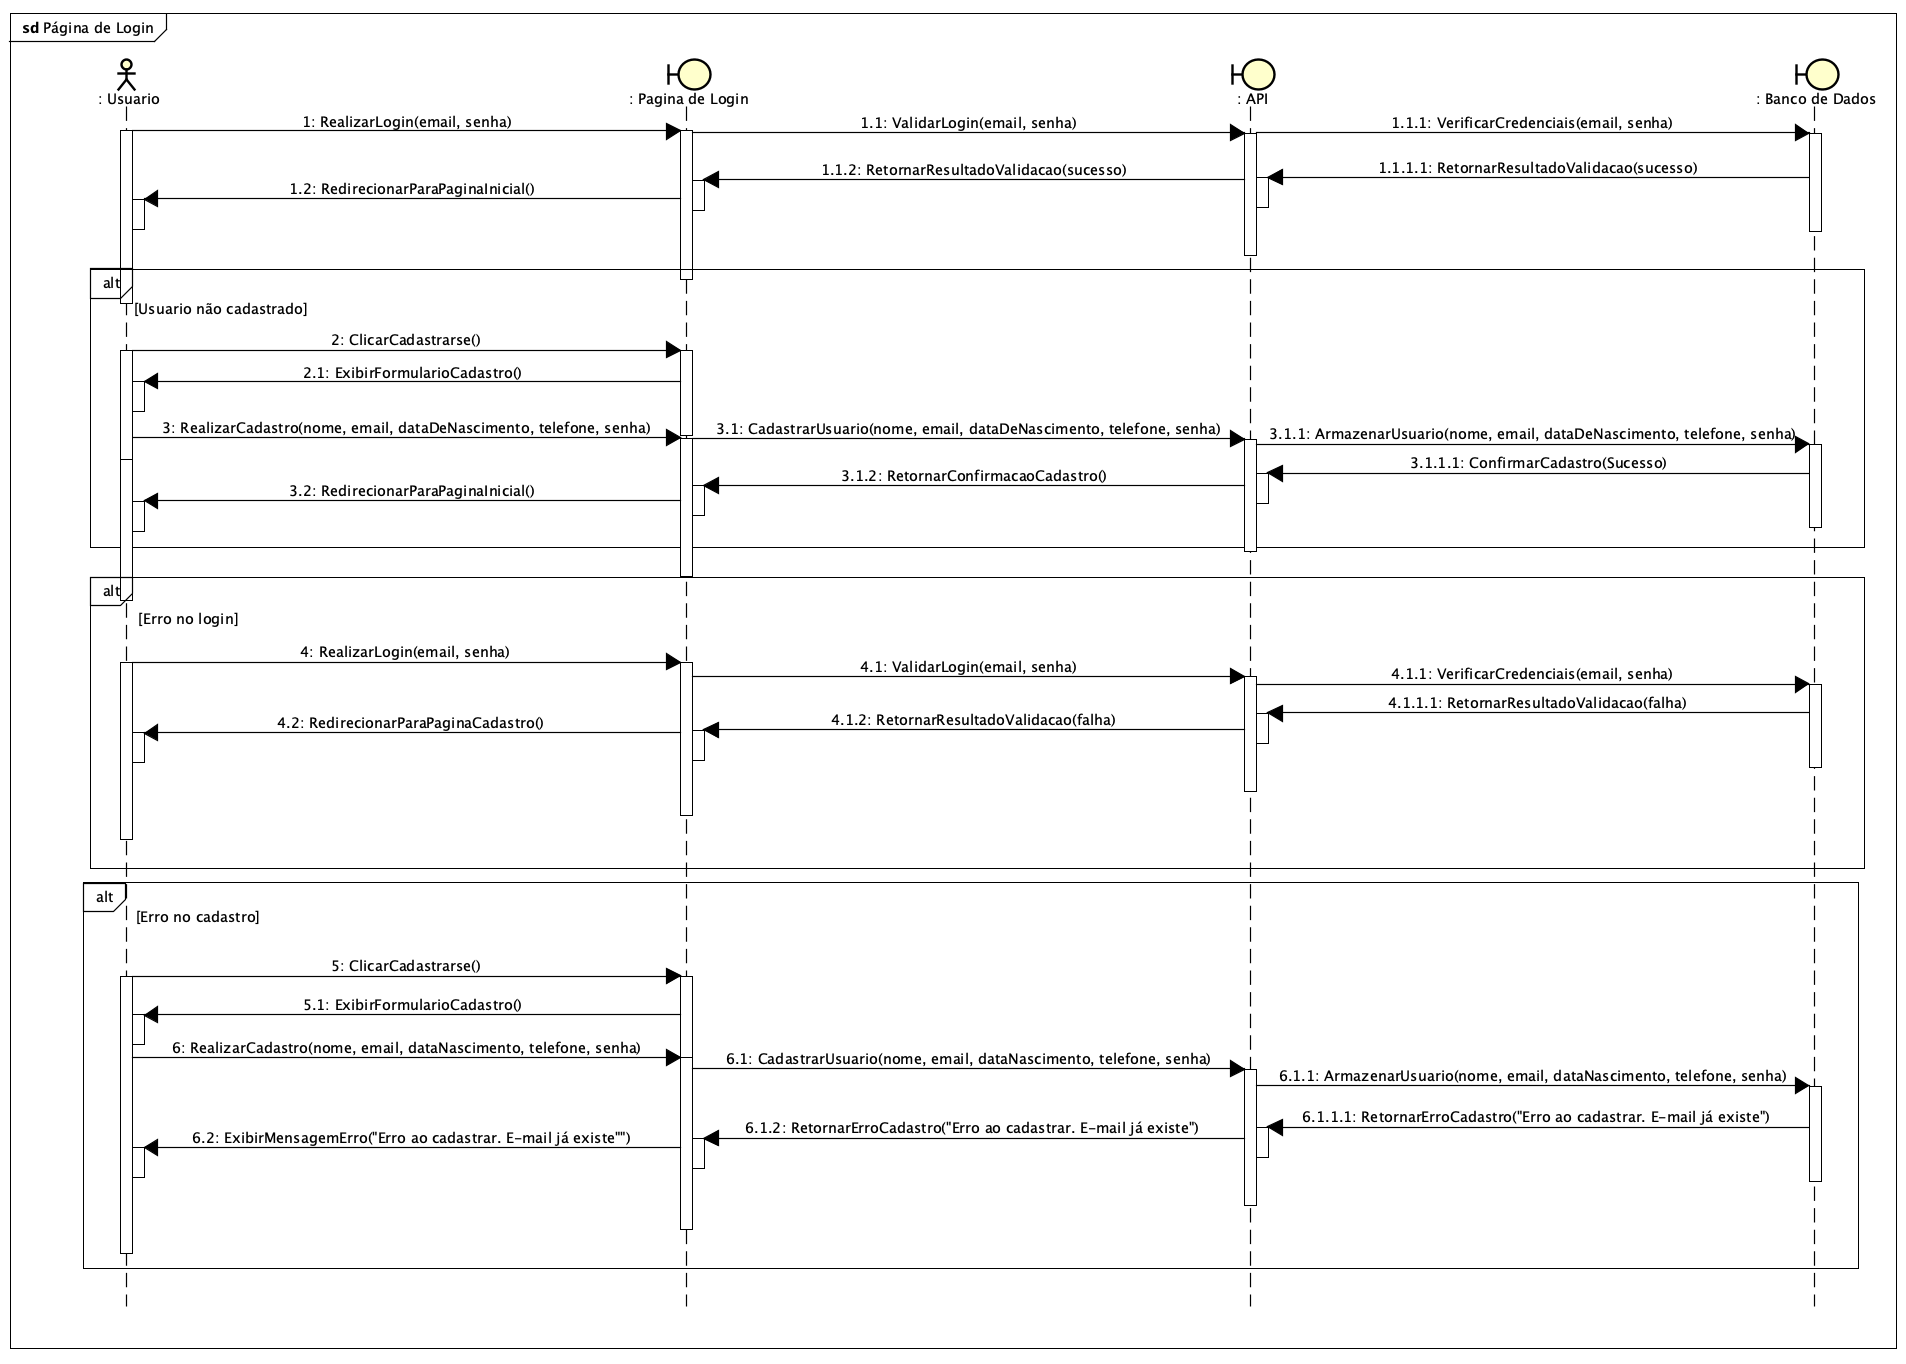 sd Página de Login
: Usuario
: Pagina de Login
: API
: Banco de Dados
1: RealizarLogin(email, senha)
1.1: ValidarLogin(email, senha)
1.1.1: VerificarCredenciais(email, senha)
1.1.1.1: RetornarResultadoValidacao(sucesso)
1.1.2: RetornarResultadoValidacao(sucesso)
1.2: RedirecionarParaPaginaInicial()
alt
[Usuario não cadastrado]
2: ClicarCadastrarse()
2.1: ExibirFormularioCadastro()
3: RealizarCadastro(nome, email, dataDeNascimento, telefone, senha)
3.1: CadastrarUsuario(nome, email, dataDeNascimento, telefone, senha)
3.1.1: ArmazenarUsuario(nome, email, dataDeNascimento, telefone, senha)
3.1.1.1: ConfirmarCadastro(Sucesso)
3.1.2: RetornarConfirmacaoCadastro()
3.2: RedirecionarParaPaginaInicial()
alt
[Erro no login]
4: RealizarLogin(email, senha)
4.1: ValidarLogin(email, senha)
4.1.1: VerificarCredenciais(email, senha)
4.1.1.1: RetornarResultadoValidacao(falha)
4.1.2: RetornarResultadoValidacao(falha)
4.2: RedirecionarParaPaginaCadastro()
alt
[Erro no cadastro]
5: ClicarCadastrarse()
5.1: ExibirFormularioCadastro()
6: RealizarCadastro(nome, email, dataNascimento, telefone, senha)
6.1: CadastrarUsuario(nome, email, dataNascimento, telefone, senha)
6.1.1: ArmazenarUsuario(nome, email, dataNascimento, telefone, senha)
6.1.1.1: RetornarErroCadastro("Erro ao cadastrar. E-mail já existe")
6.1.2: RetornarErroCadastro("Erro ao cadastrar. E-mail já existe")
6.2: ExibirMensagemErro("Erro ao cadastrar. E-mail já existe"")